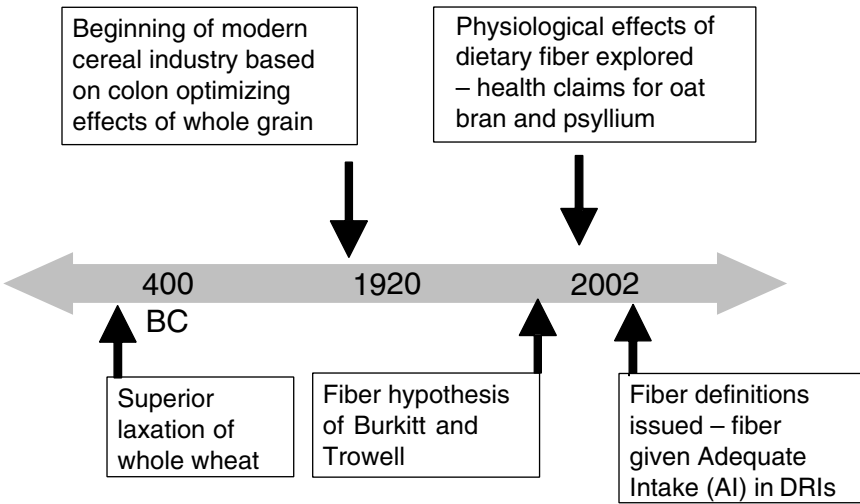 Beginning of modern
cereal industry based
on colon optimizing
effects of whole grain
Physiological effects of
dietary fiber explored
– health claims for oat
bran and psyllium
400
BC
1920
2002
Superior
laxation of
whole wheat
Fiber hypothesis
of Burkitt and
Trowell
Fiber definitions
issued – fiber
given Adequate
Intake (AI) in DRIs